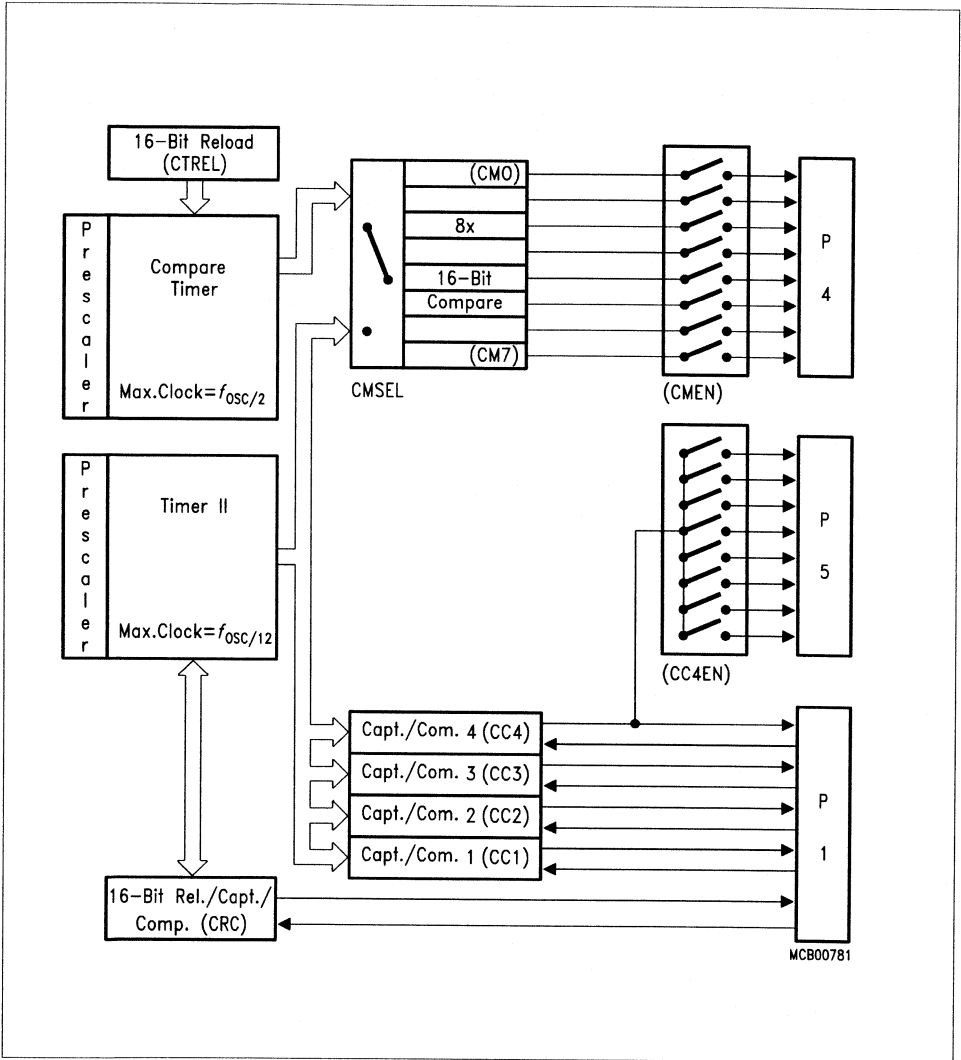 16-Bit Reload
(CTREL)
Prescaler
Compare
Timer
Max.Clock=fOSC/2
(CM0)
8x
16-Bit
Compare
(CM7)
CMSEL
(CMEN)
P
4
Prescaler
Timer II
Max.Clock=fOSC/12
(CC4EN)
P
5
Capt./Com. 4 (CC4)
Capt./Com. 3 (CC3)
Capt./Com. 2 (CC2)
Capt./Com. 1 (CC1)
P
1
16-Bit Rel./Capt./
Comp. (CRC)
MCB00781